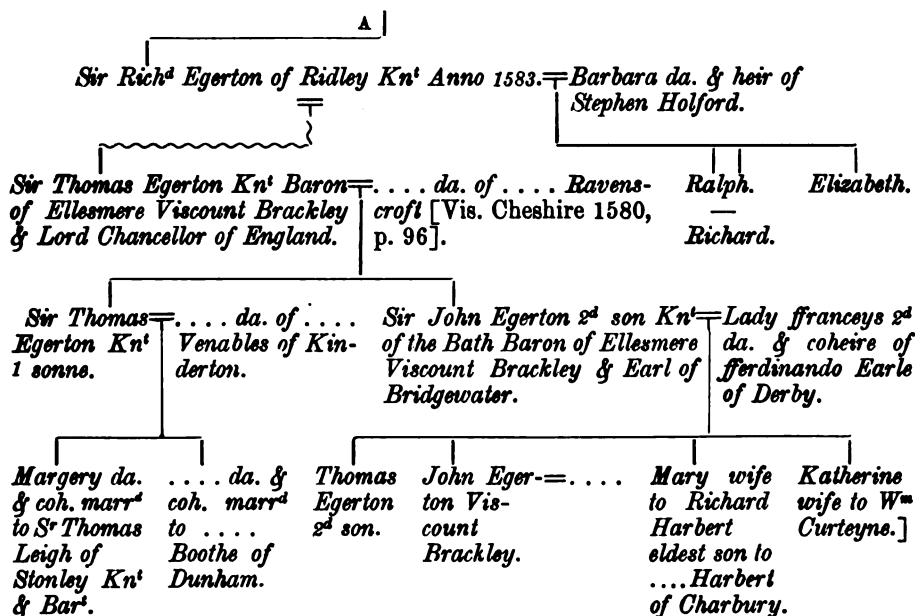 A
Sir Richd Egerton of Ridley Knt Anno 1583.=Barbara da. & heir of
Stephen Holford.
Sir Thomas Egerton Knt Baron=. . . . da. of . . . . Ravens-
of Ellesmere Viscount Brackley croft [Vis. Cheshire 1580,
& Lord Chancellor of England. p. 96].
Ralph.
—
Richard.
Elizabeth.
Sir Thomas=. . . . da. of . . . .
Egerton Knt Venables of Kin-
1 sonne. derton.
Sir John Egerton 2d son Knt=Lady ffranceys 2d
of the Bath Baron of Ellesmere da. & coheire of
Viscount Brackley & Earl of fferdinando Earle
Bridgewater. of Derby.
Margery da.
& coh. marrd
to Sr Thomas
Leigh of
Stonley Knt
& Bart.
. . . . da. &
coh. marrd
to . . . .
Boothe of
Dunham.
Thomas
Egerton
2d son.
John Eger-=. . . .
ton Vis-
count
Brackley.
Mary wife
to Richard
Harbert
eldest son to
. . . . Harbert
of Charbury.
Katherine
wife to Wm
Curteyne.]